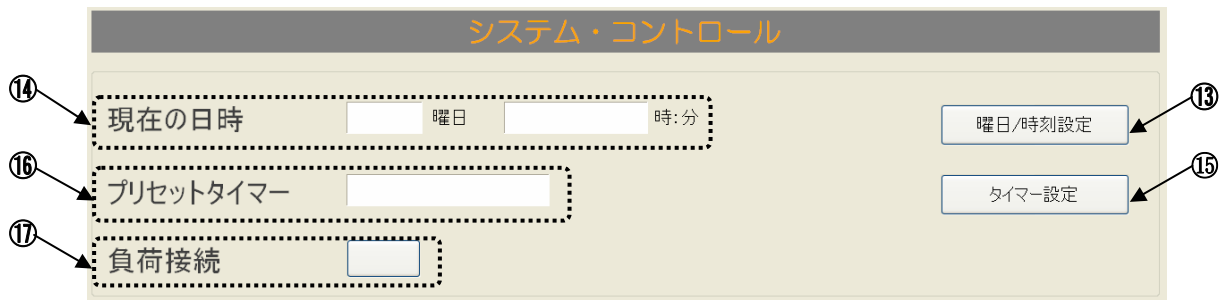 システム・コントロール
⑭ 現在の日時 曜日 時:分 曜日/時刻設定 ⑬
⑯ プリセットタイマー タイマー設定 ⑮
⑰ 負荷接続